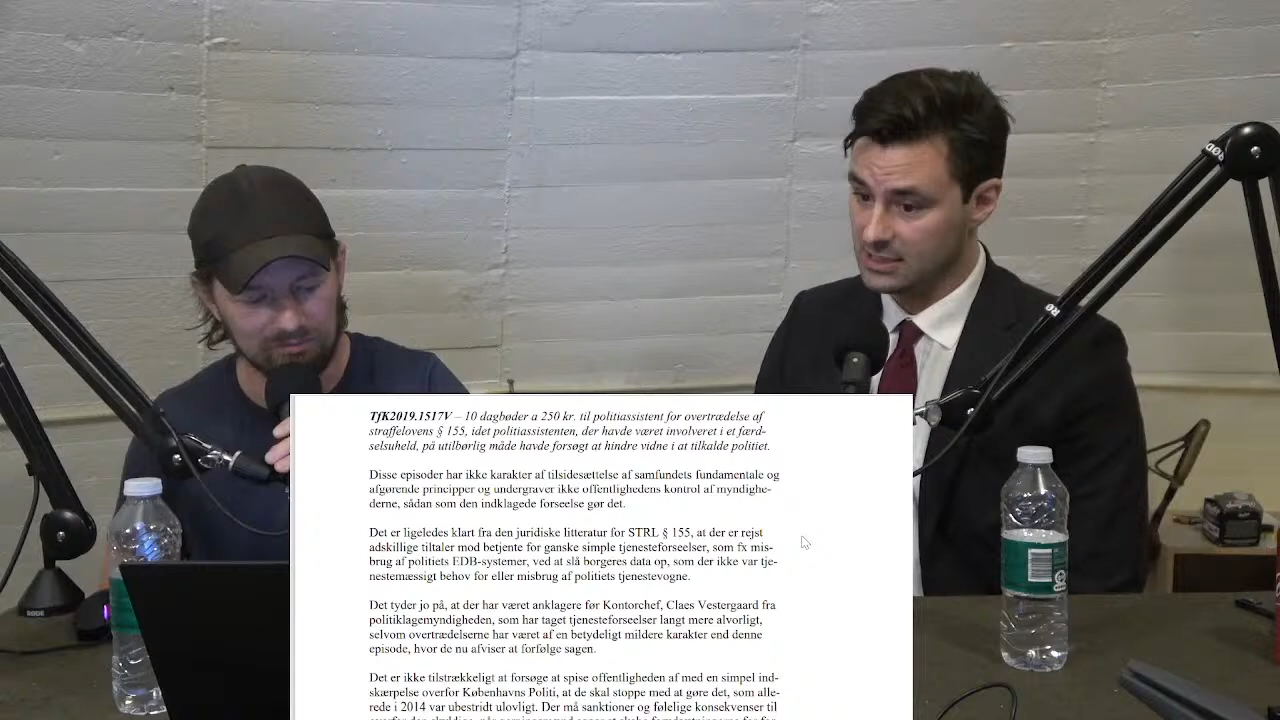 RØDE
RØ
TfK2019.1517V – 10 dagbøder a 250 kr. til politiassistent for overtrædelse af
straffelovens § 155, idet politiassistenten, der havde været involveret i et færd-
selsuheld, på utilbørlig måde havde forsøgt at hindre vidne i at tilkalde politiet.
Disse episoder har ikke karakter af tilsidesættelse af samfundets fundamentale og
afgørende principper og undergraver ikke offentlighedens kontrol af myndighe-
derne, sådan som den indklagede forseelse gør det.
Det er ligeledes klart fra den juridiske litteratur for STRL § 155, at der er rejst
adskillige tiltaler mod betjente for ganske simple tjenesteforseelser, som fx mis-
brug af politiets EDB-systemer, ved at slå borgeres data op, som der ikke var tje-
nestemæssigt behov for eller misbrug af politiets tjenestevogne.
Det tyder jo på, at der har været anklagere før Kontorchef, Claes Vestergaard fra
politiklagemyndigheden, som har taget tjenesteforseelser langt mere alvorligt,
selvom overtrædelserne har været af en betydeligt mildere karakter end denne
episode, hvor de nu afviser at forfølge sagen.
Det er ikke tilstrækkeligt at forsøge at spise offentligheden af med en simpel ind-
skærpelse overfor Københavns Politi, at de skal stoppe med at gøre det, som alle-
rede i 2014 var ubestridt ulovligt. Der må sanktioner og følelige konsekvenser til
RØDE